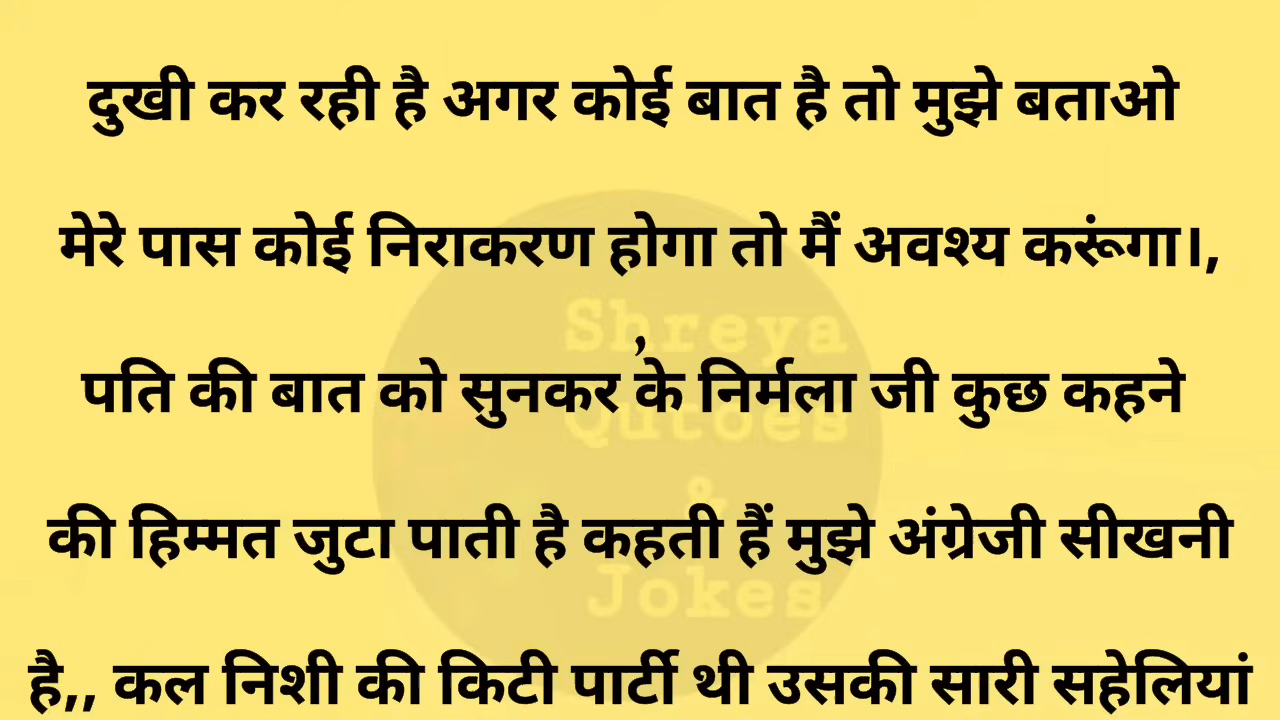 दुखी कर रही है अगर कोई बात है तो मुझे बताओ
मेरे पास कोई निराकरण होगा तो मैं अवश्य करूंगा।,
,
पति की बात को सुनकर के निर्मला जी कुछ कहने
की हिम्मत जुटा पाती है कहती हैं मुझे अंग्रेजी सीखनी
है,, कल निशी की किटी पार्टी थी उसकी सारी सहेलियां
Shreya
Qutoes
&
Jokes